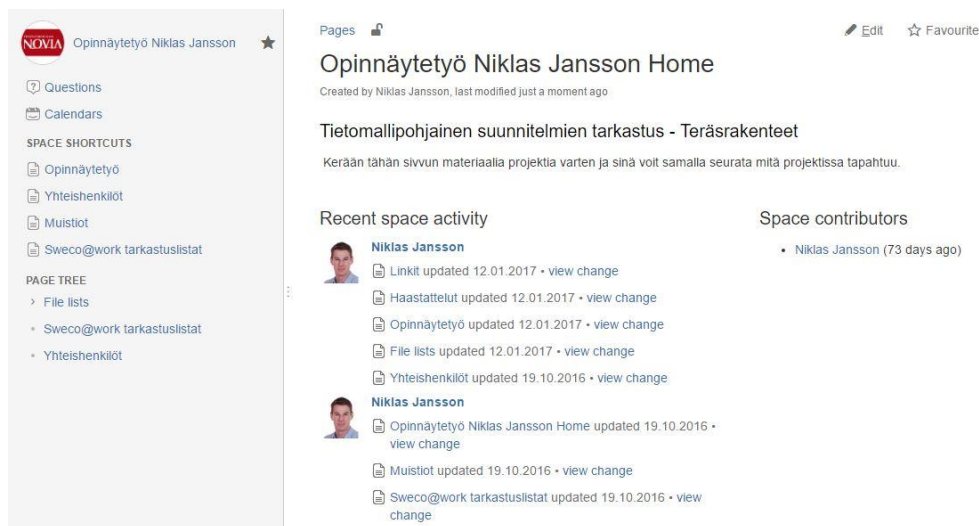 NOVIA
Opinnäytetyö Niklas Jansson
Questions
Calendars
SPACE SHORTCUTS
Opinnäytetyö
Yhteishenkilöt
Muistiot
Sweco@work tarkastuslistat
PAGE TREE
File lists
Sweco@work tarkastuslistat
Yhteishenkilöt
Pages
Edit
Favourite
Opinnäytetyö Niklas Jansson Home
Created by Niklas Jansson, last modified just a moment ago
Tietomallipohjainen suunnitelmien tarkastus - Teräsrakenteet
Kerään tähän sivvun materiaalia projektia varten ja sinä voit samalla seurata mitä projektissa tapahtuu.
Recent space activity
Niklas Jansson
Linkit updated 12.01.2017 • view change
Haastattelut updated 12.01.2017 • view change
Opinnäytetyö updated 12.01.2017 • view change
File lists updated 12.01.2017 • view change
Yhteishenkilöt updated 19.10.2016 • view change
Niklas Jansson
Opinnäytetyö Niklas Jansson Home updated 19.10.2016 •
view change
Muistiot updated 19.10.2016 • view change
Sweco@work tarkastuslistat updated 19.10.2016 • view
change
Space contributors
• Niklas Jansson (73 days ago)